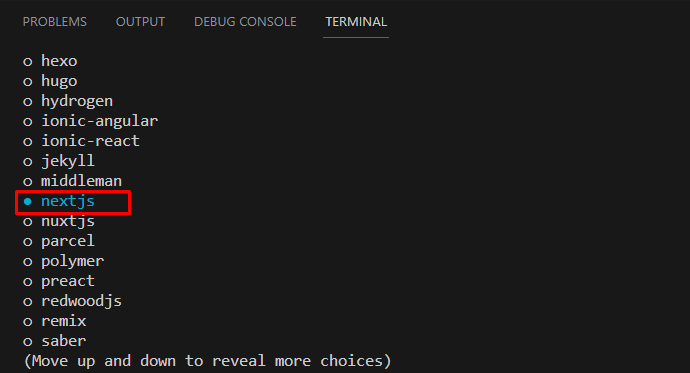 PROBLEMS OUTPUT DEBUG CONSOLE TERMINAL
o hexo
o hugo
o hydrogen
o ionic-angular
o ionic-react
o jekyll
o middleman
● nextjs
o nuxtjs
o parcel
o polymer
o preact
o redwoodjs
o remix
o saber
(Move up and down to reveal more choices)